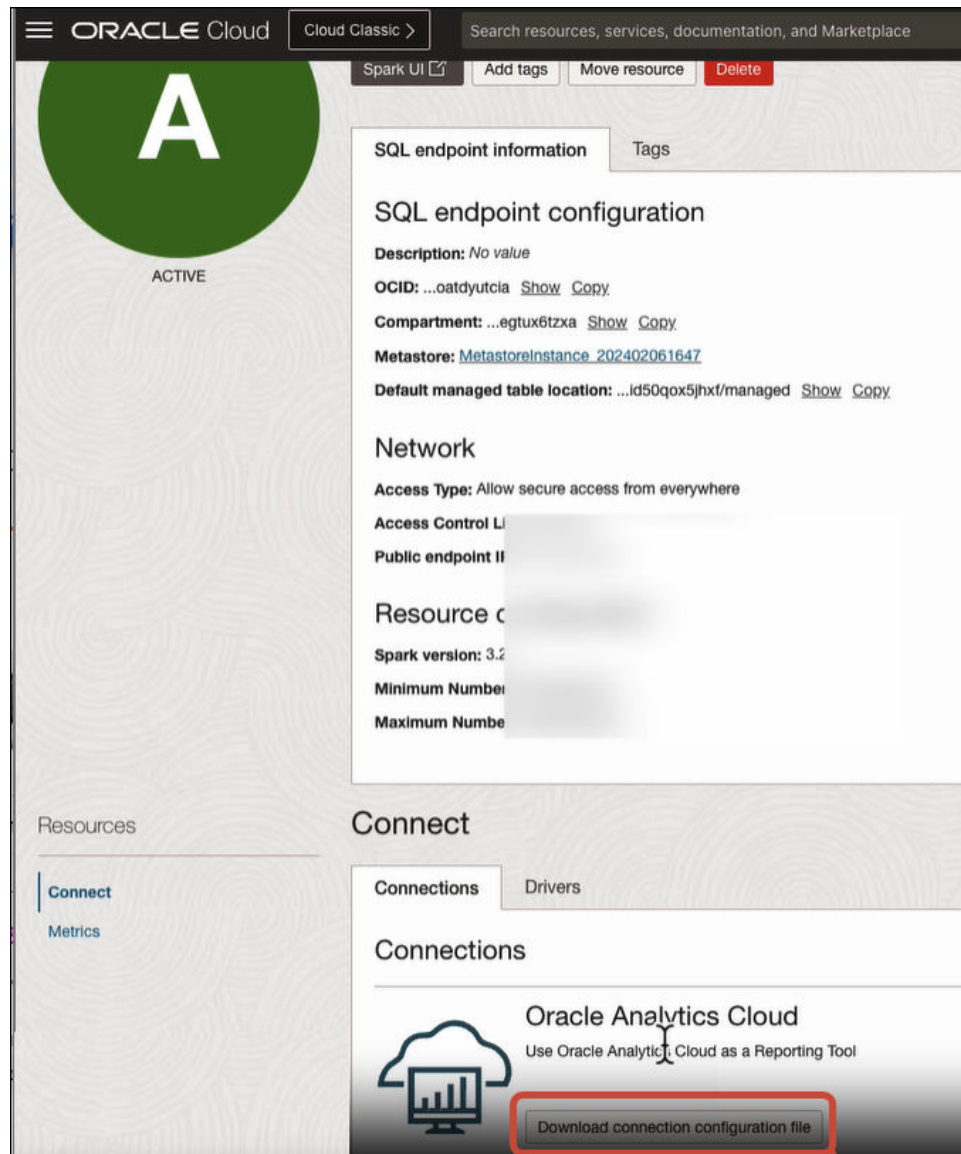 ORACLE Cloud
Cloud Classic >
Search resources, services, documentation, and Marketplace
Spark UI
Add tags
Move resource
Delete
A
ACTIVE
SQL endpoint information
Tags
SQL endpoint configuration
Description: No value
OCID: ...oatdyutcia Show Copy
Compartment: ...egtux6tzxa Show Copy
Metastore: MetastoreInstance_202402061647
Default managed table location: ...id50qox5jhxf/managed Show Copy
Network
Access Type: Allow secure access from everywhere
Access Control
Public endpoint
Resource
Spark version: 3.2
Minimum
Maximum
Resources
Connect
Metrics
Connect
Connections
Drivers
Connections
Oracle Analytics Cloud
Use Oracle Analytics Cloud as a Reporting Tool
Download connection configuration file